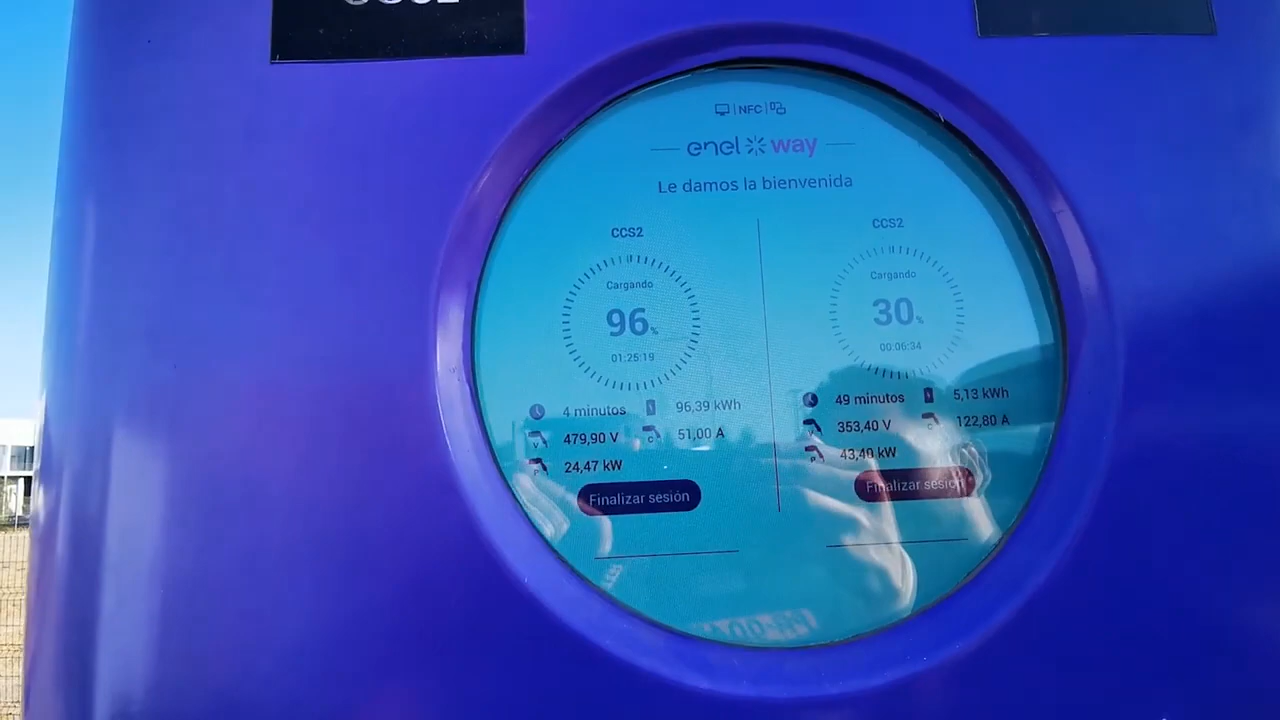 CCS2
NFC
enel way
Le damos la bienvenida
CCS2
Cargando
96%
01:25:19
4 minutos
96,39 kWh
479,90 V
51,00 A
24,47 kW
Finalizar sesión
CCS2
Cargando
30%
00:06:34
49 minutos
5,13 kWh
353,40 V
122,80 A
43,40 kW
Finalizar sesión